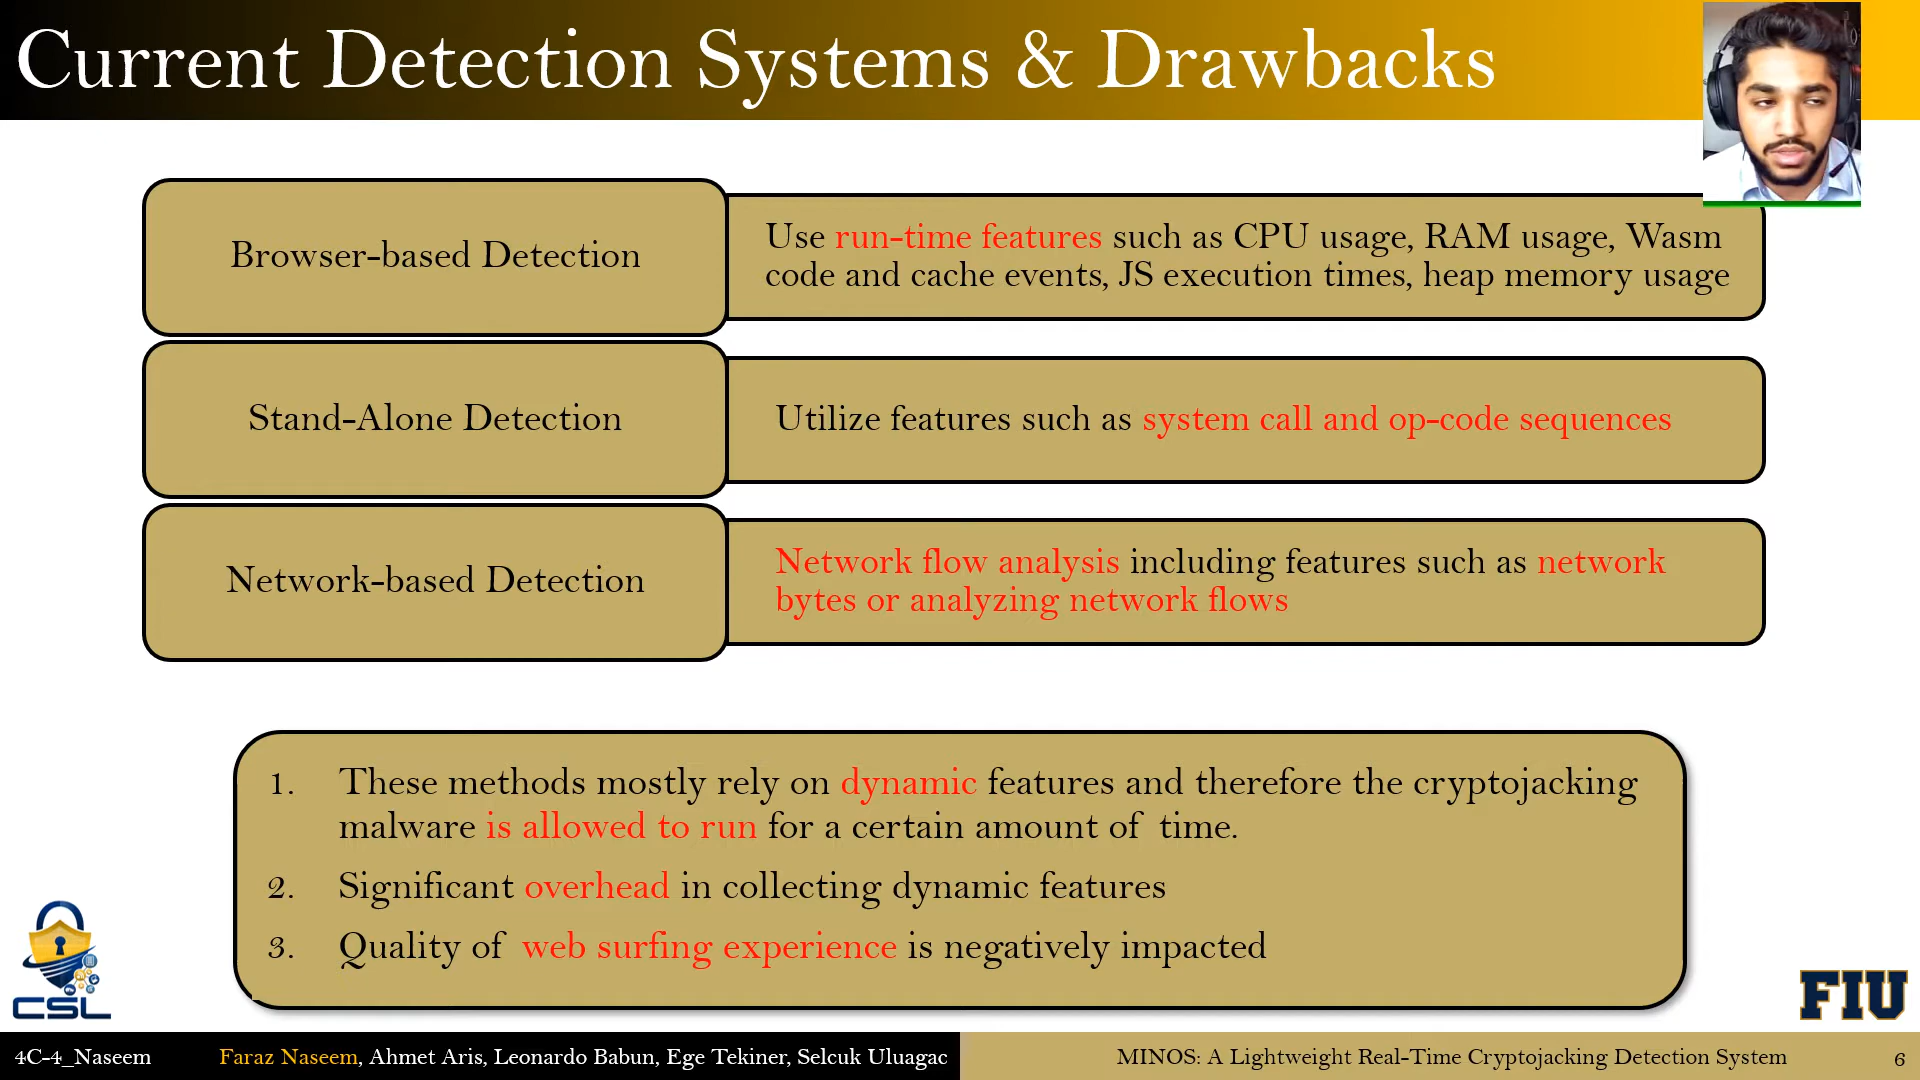 Current Detection Systems & Drawbacks
Browser-based Detection
Use run-time features such as CPU usage, RAM usage, Wasm
code and cache events, JS execution times, heap memory usage
Stand-Alone Detection
Utilize features such as system call and op-code sequences
Network-based Detection
Network flow analysis including features such as network
bytes or analyzing network flows
1. These methods mostly rely on dynamic features and therefore the cryptojacking
malware is allowed to run for a certain amount of time.
2. Significant overhead in collecting dynamic features
3. Quality of web surfing experience is negatively impacted
CSL
FIU
4C-4_Naseem
Faraz Naseem, Ahmet Aris, Leonardo Babun, Ege Tekiner, Selcuk Uluagac
MINOS: A Lightweight Real-Time Cryptojacking Detection System
6